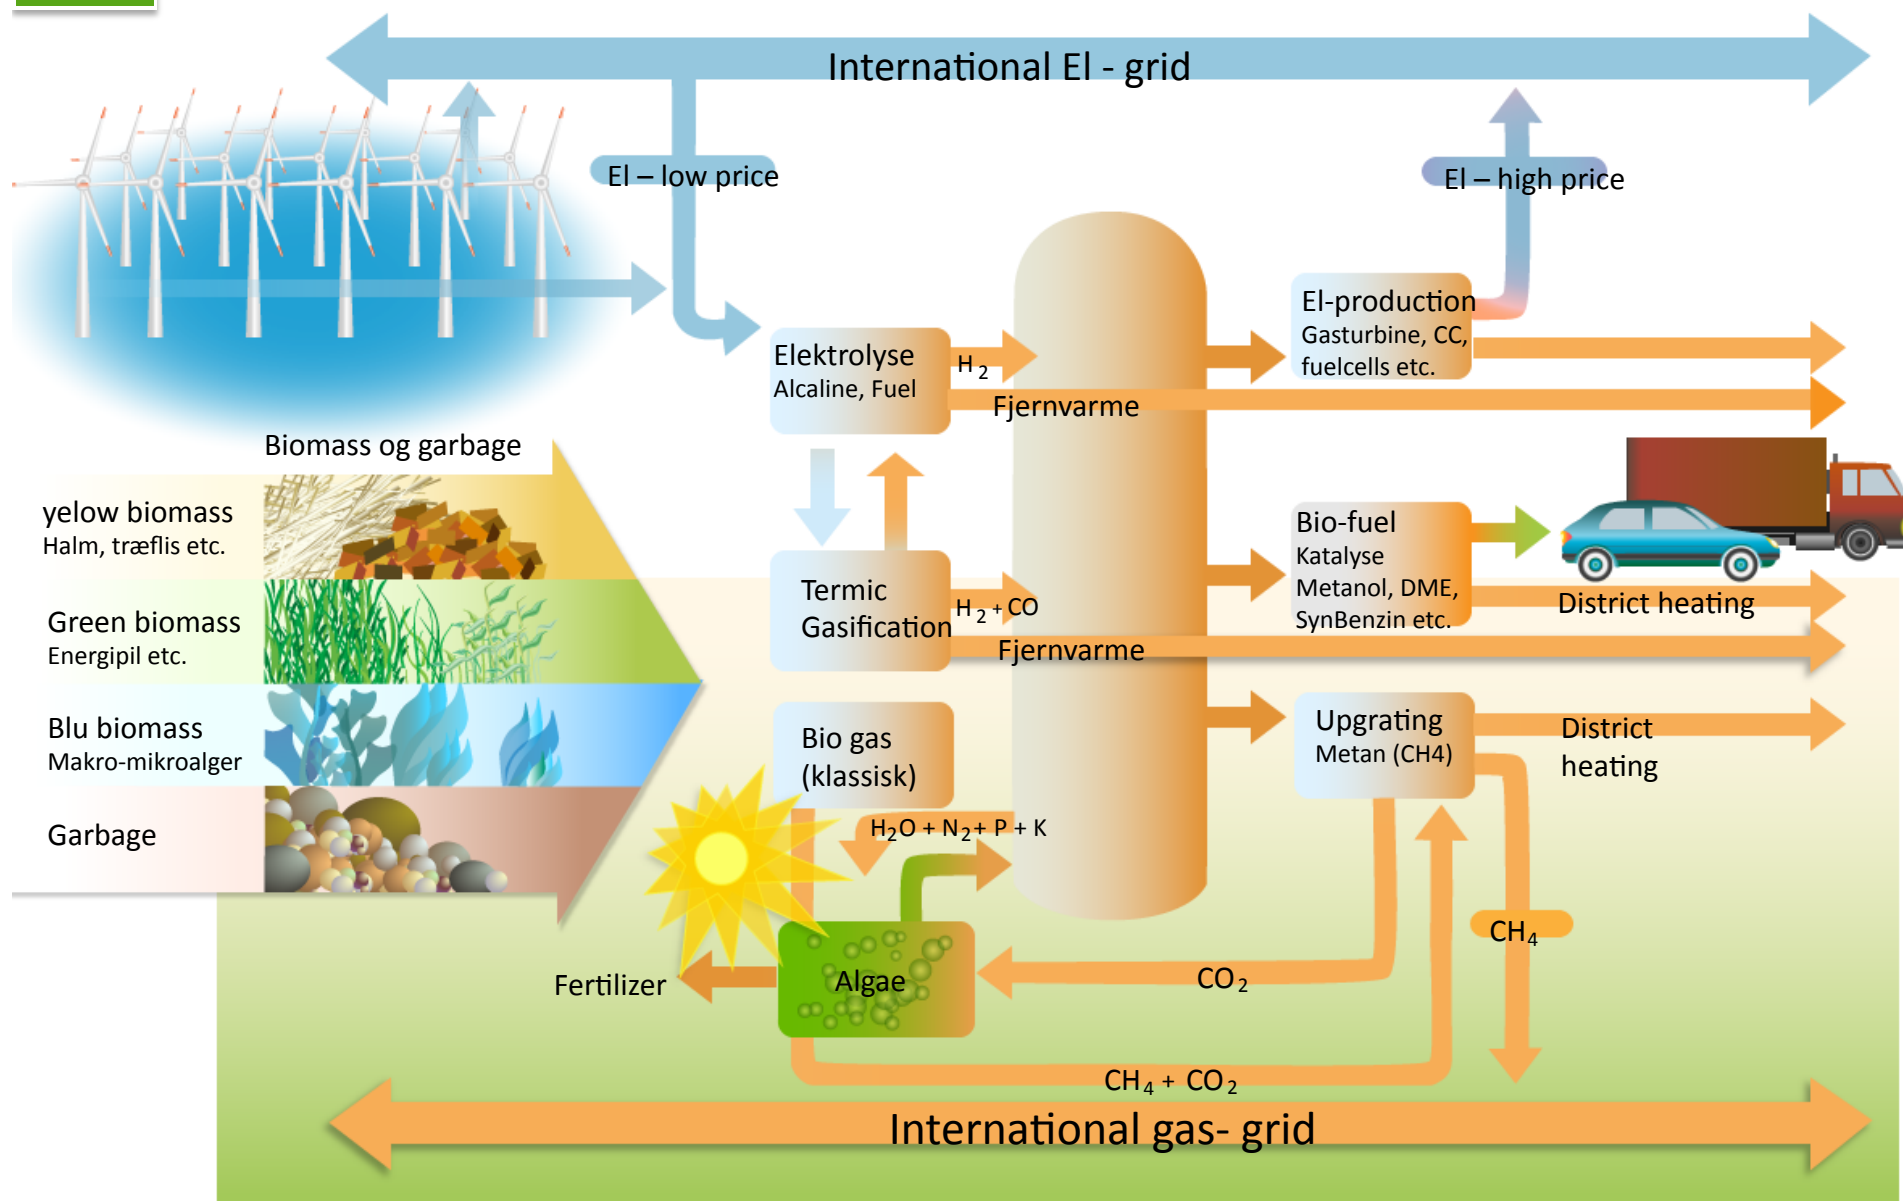 International El - grid
El – low price
El – high price
El-production
Gasturbine, CC,
fuelcells etc.
Elektrolyse
Alcaline, Fuel
H2
Fjernvarme
Biomass og garbage
yelow biomass
Halm, træflis etc.
Green biomass
Energipil etc.
Blu biomass
Makro-mikroalger
Garbage
Termic
Gasification
H2 + CO
Fjernvarme
Bio-fuel
Katalyse
Metanol, DME,
SynBenzin etc.
District heating
Bio gas
(klassisk)
H2O + N2 + P + K
Upgrating
Metan (CH4)
District
heating
CH4
Fertilizer
Algae
CO2
CH4 + CO2
International gas- grid